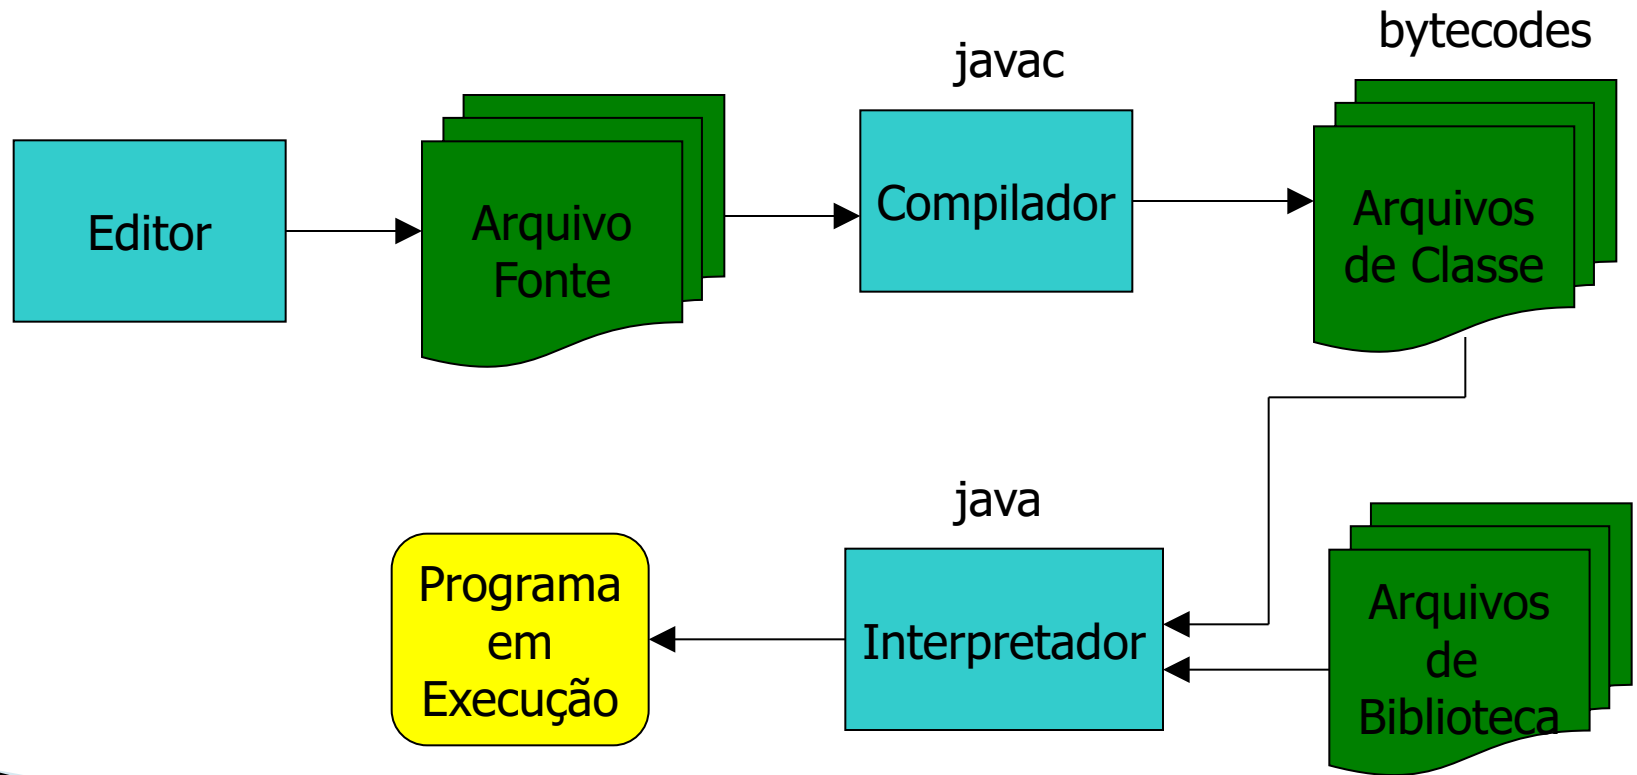 bytecodes
javac
Editor
Arquivo
Fonte
Compilador
Arquivos
de Classe
java
Programa
em
Execução
Interpretador
Arquivos
de
Biblioteca